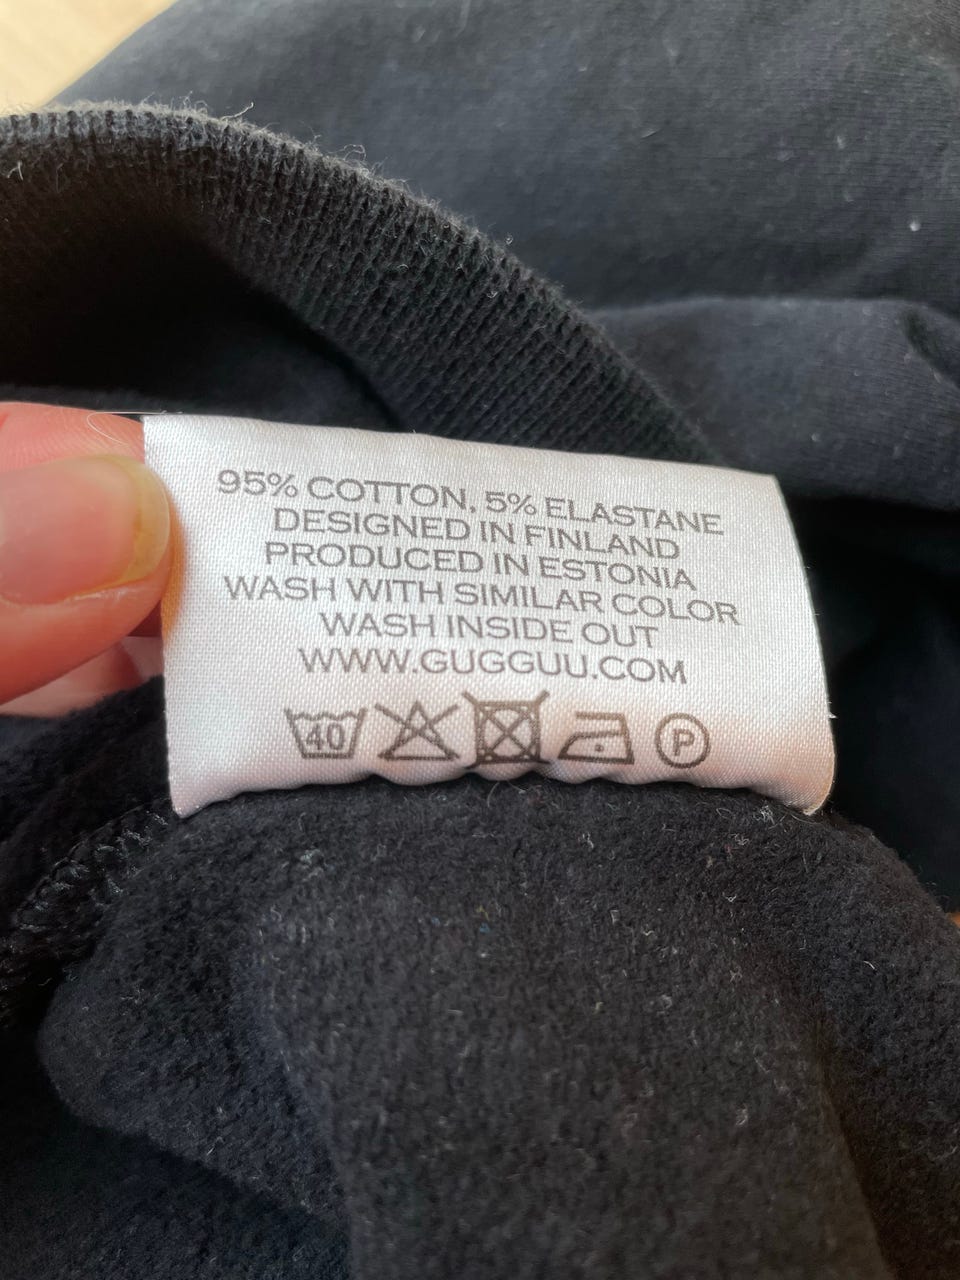 95% COTTON, 5% ELASTANE
DESIGNED IN FINLAND
PRODUCED IN ESTONIA
WASH WITH SIMILAR COLOR
WASH INSIDE OUT
WWW.GUGGUU.COM
40 P